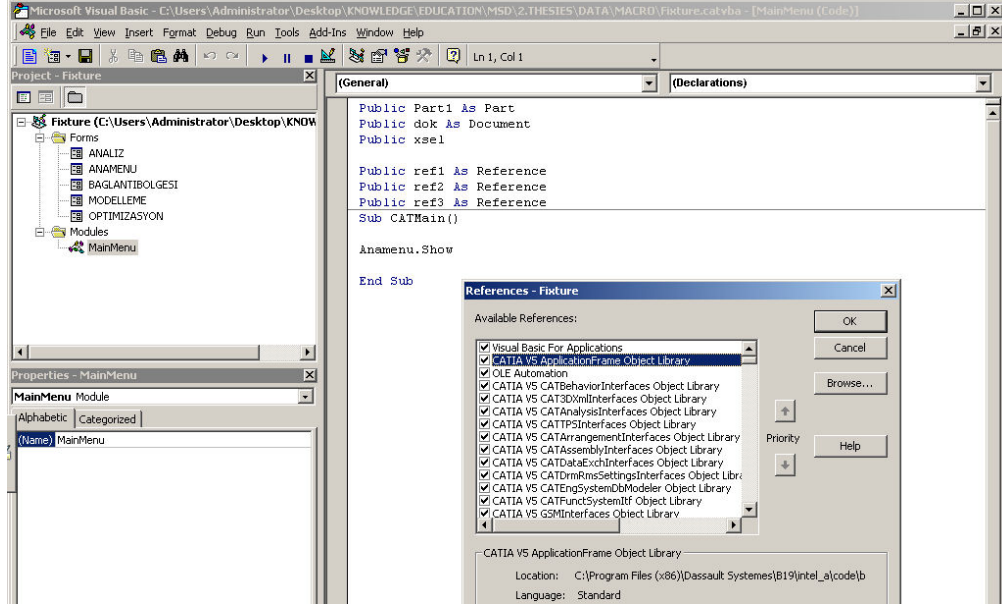 Microsoft Visual Basic - C:\Users\Administrator\Desktop\KNOWLEDGE\EDUCATION\MSD\2.THESIES\DATA\MACRO\Fixture.catvba - [MainMenu (Code)]
File Edit View Insert Format Debug Run Tools Add-Ins Window Help
Ln 1, Col 1
Project - Fixture
(General)
(Declarations)
Fixture (C:\Users\Administrator\Desktop\KNOW
Forms
ANALIZ
ANAMENU
BAGLANTIBOLGESI
MODELLEME
OPTIMIZASYON
Modules
MainMenu
Public Part1 As Part
Public dok As Document
Public xsel
Public ref1 As Reference
Public ref2 As Reference
Public ref3 As Reference
Sub CATMain()
Anamenu.Show
End Sub
Properties - MainMenu
MainMenu Module
Alphabetic Categorized
(Name) MainMenu
References - Fixture
Available References:
Visual Basic For Applications
CATIA V5 ApplicationFrame Object Library
OLE Automation
CATIA V5 CATBehaviorInterfaces Object Library
CATIA V5 CAT3DXmlInterfaces Object Library
CATIA V5 CATAnalysisInterfaces Object Library
CATIA V5 CATTPSInterfaces Object Library
CATIA V5 CATArrangementInterfaces Object Library
CATIA V5 CATAssemblyInterfaces Object Library
CATIA V5 CATDataExchInterfaces Object Library
CATIA V5 CATDrmRmsSettingsInterfaces Object Libra
CATIA V5 CATEngSystemDbModeler Object Library
CATIA V5 CATFunctSystemItf Object Library
CATIA V5 GSMInterfaces Object Library
OK
Cancel
Browse...
Priority
Help
CATIA V5 ApplicationFrame Object Library
Location: C:\Program Files (x86)\Dassault Systemes\B19\intel_a\code\b
Language: Standard